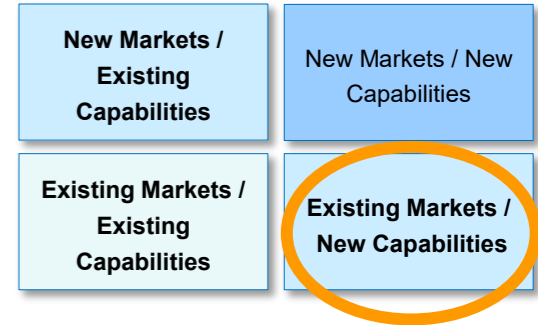 New Markets /
Existing
Capabilities
New Markets / New
Capabilities
Existing Markets /
Existing
Capabilities
Existing Markets /
New Capabilities